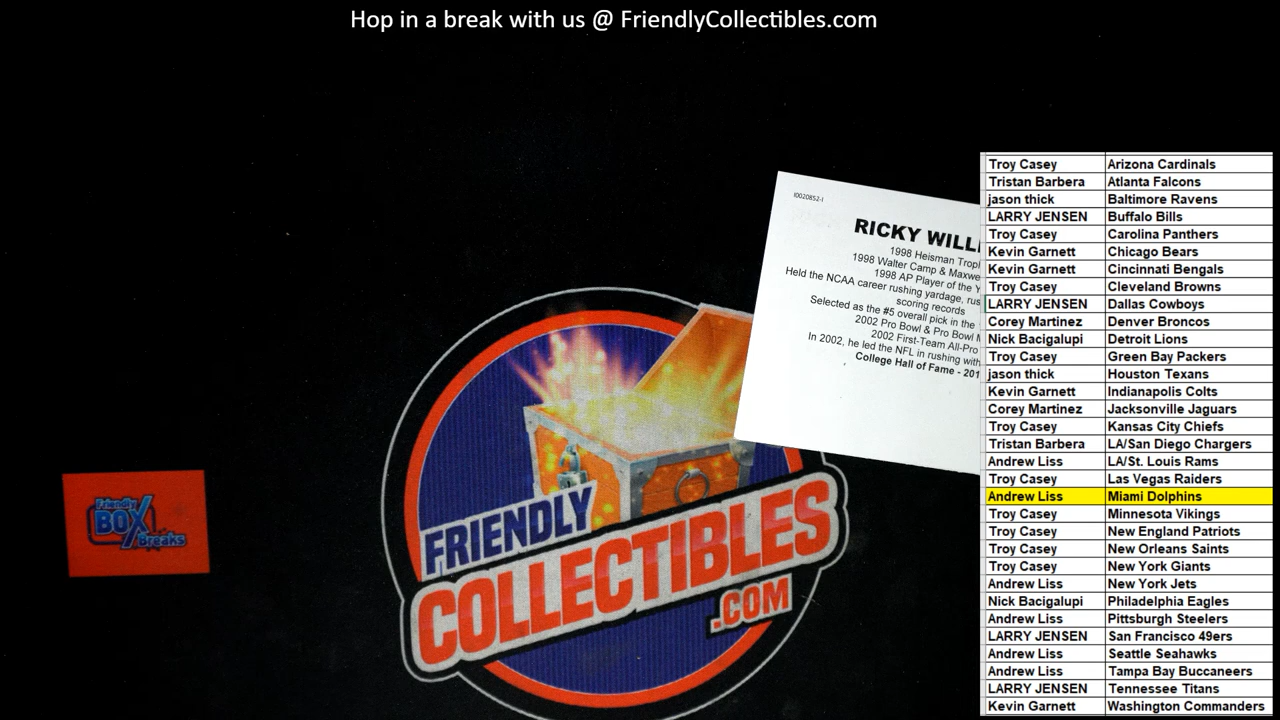 Hop in a break with us @ FriendlyCollectibles.com
I0020852-I
RICKY WILLI
1998 Heisman Troph
1998 Walter Camp & Maxwe
1998 AP Player of the Y
Held the NCAA career rushing yardage, rus
scoring records
Selected as the #5 overall pick in the
2002 Pro Bowl & Pro Bowl M
2002 First-Team All-Pro
In 2002, he led the NFL in rushing with
College Hall of Fame - 201
Friendly
BOX
Breaks
FRIENDLY
COLLECTIBLES
.COM
Troy Casey Arizona Cardinals
Tristan Barbera Atlanta Falcons
jason thick Baltimore Ravens
LARRY JENSEN Buffalo Bills
Troy Casey Carolina Panthers
Kevin Garnett Chicago Bears
Kevin Garnett Cincinnati Bengals
Troy Casey Cleveland Browns
LARRY JENSEN Dallas Cowboys
Corey Martinez Denver Broncos
Nick Bacigalupi Detroit Lions
Troy Casey Green Bay Packers
jason thick Houston Texans
Kevin Garnett Indianapolis Colts
Corey Martinez Jacksonville Jaguars
Troy Casey Kansas City Chiefs
Tristan Barbera LA/San Diego Chargers
Andrew Liss LA/St. Louis Rams
Troy Casey Las Vegas Raiders
Andrew Liss Miami Dolphins
Troy Casey Minnesota Vikings
Troy Casey New England Patriots
Troy Casey New Orleans Saints
Troy Casey New York Giants
Andrew Liss New York Jets
Nick Bacigalupi Philadelphia Eagles
Andrew Liss Pittsburgh Steelers
LARRY JENSEN San Francisco 49ers
Andrew Liss Seattle Seahawks
Andrew Liss Tampa Bay Buccaneers
LARRY JENSEN Tennessee Titans
Kevin Garnett Washington Commanders